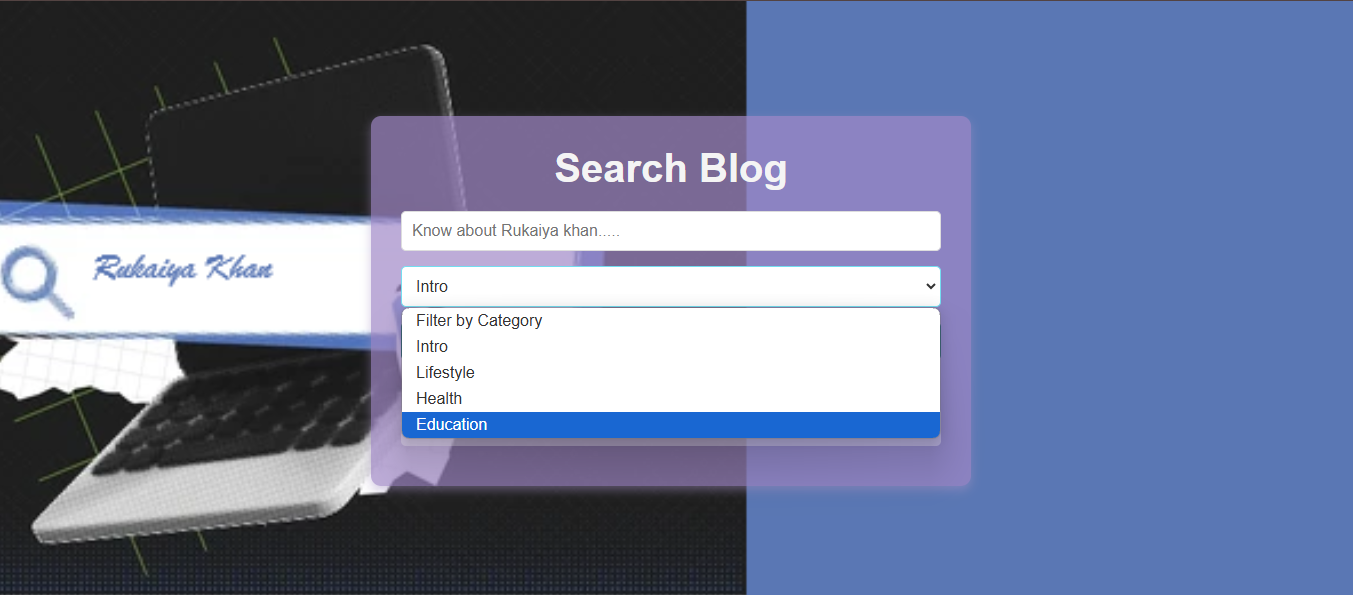 Search Blog
Know about Rukaiya khan.....
Rukaiya Khan
Intro
Filter by Category
Intro
Lifestyle
Health
Education